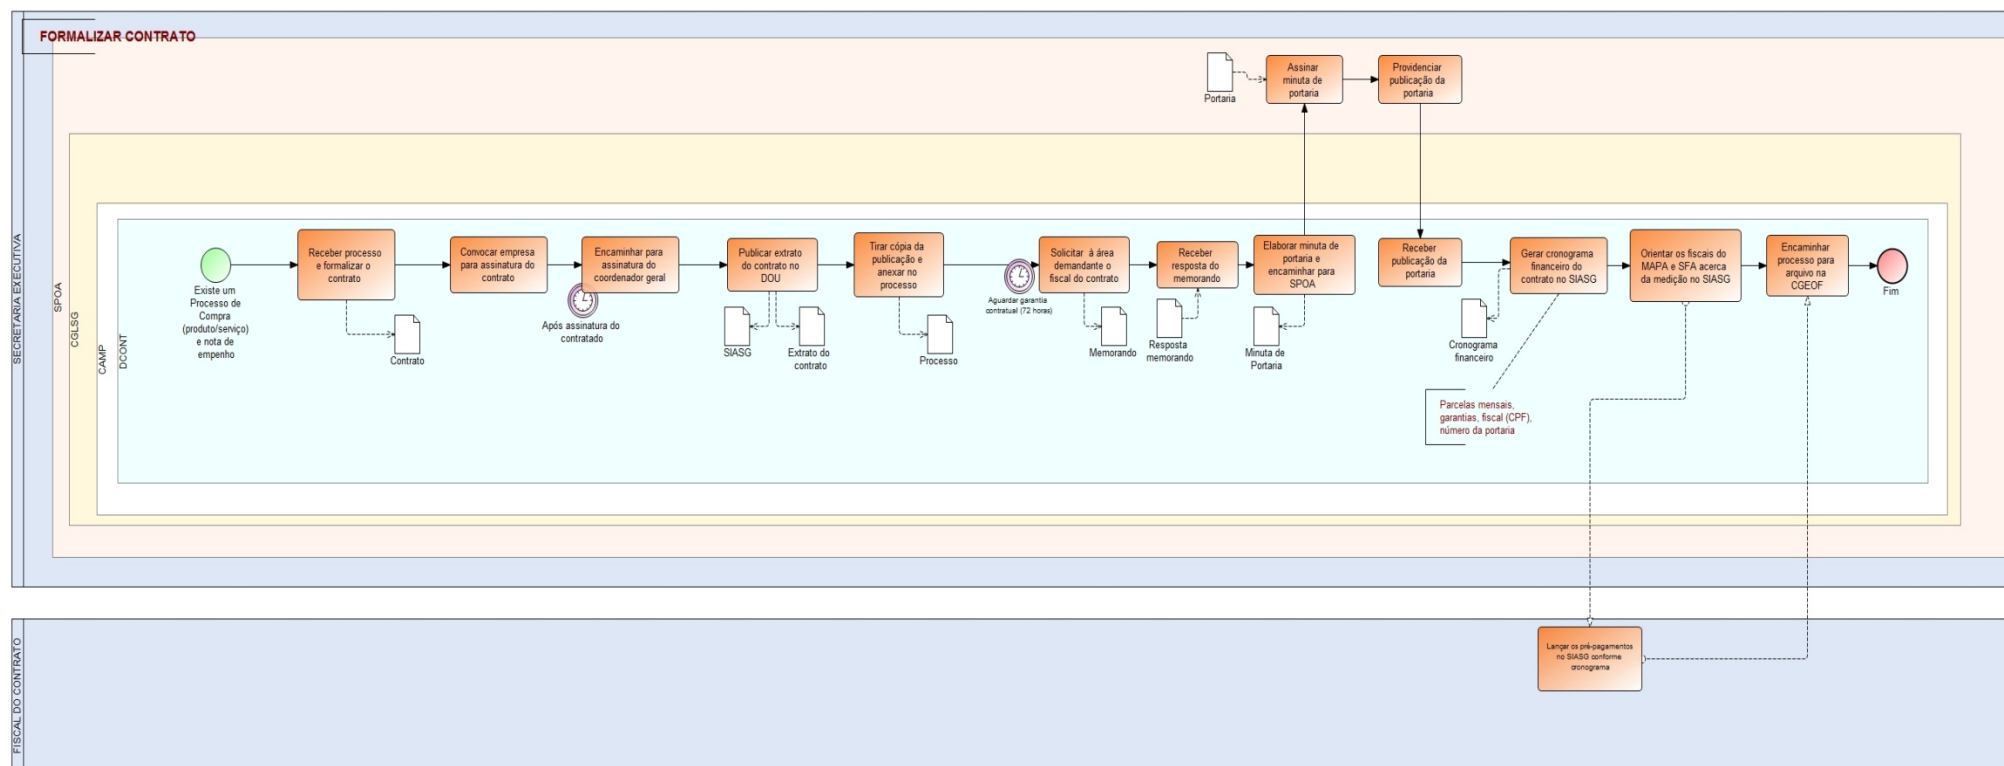 FORMALIZAR CONTRATO
SECRETARIA EXECUTIVA
SPOA
CGLSG
CAMP
DCONT
Portaria
Assinar
minuta de
portaria
Providenciar
publicação da
portaria
Existe um
Processo de
Compra
(produto/serviço)
e nota de
empenho
Receber processo
e formalizar o
contrato
Contrato
Convocar empresa
para assinatura do
contrato
Encaminhar para
assinatura do
coordenador geral
Após assinatura do
contratado
Publicar extrato
do contrato no
DOU
SIASG
Extrato do
contrato
Tirar cópia da
publicação e
anexar no
processo
Processo
Aguardar garantia
contratual (72 horas)
Solicitar à área
demandante o
fiscal do contrato
Memorando
Receber
resposta do
memorando
Resposta
memorando
Elaborar minuta de
portaria e
encaminhar para
SPOA
Minuta de
Portaria
Receber
publicação da
portaria
Gerar cronograma
financeiro do
contrato no SIASG
Cronograma
financeiro
Parcelas mensais,
garantias, fiscal (CPF),
número da portaria
Orientar os fiscais do
MAPA e SFA acerca
da medição no SIASG
Encaminhar
processo para
arquivo na
CGEOF
Fim
FISCAL DO CONTRATO
Lançar os pré-pagamentos
no SIASG conforme
cronograma